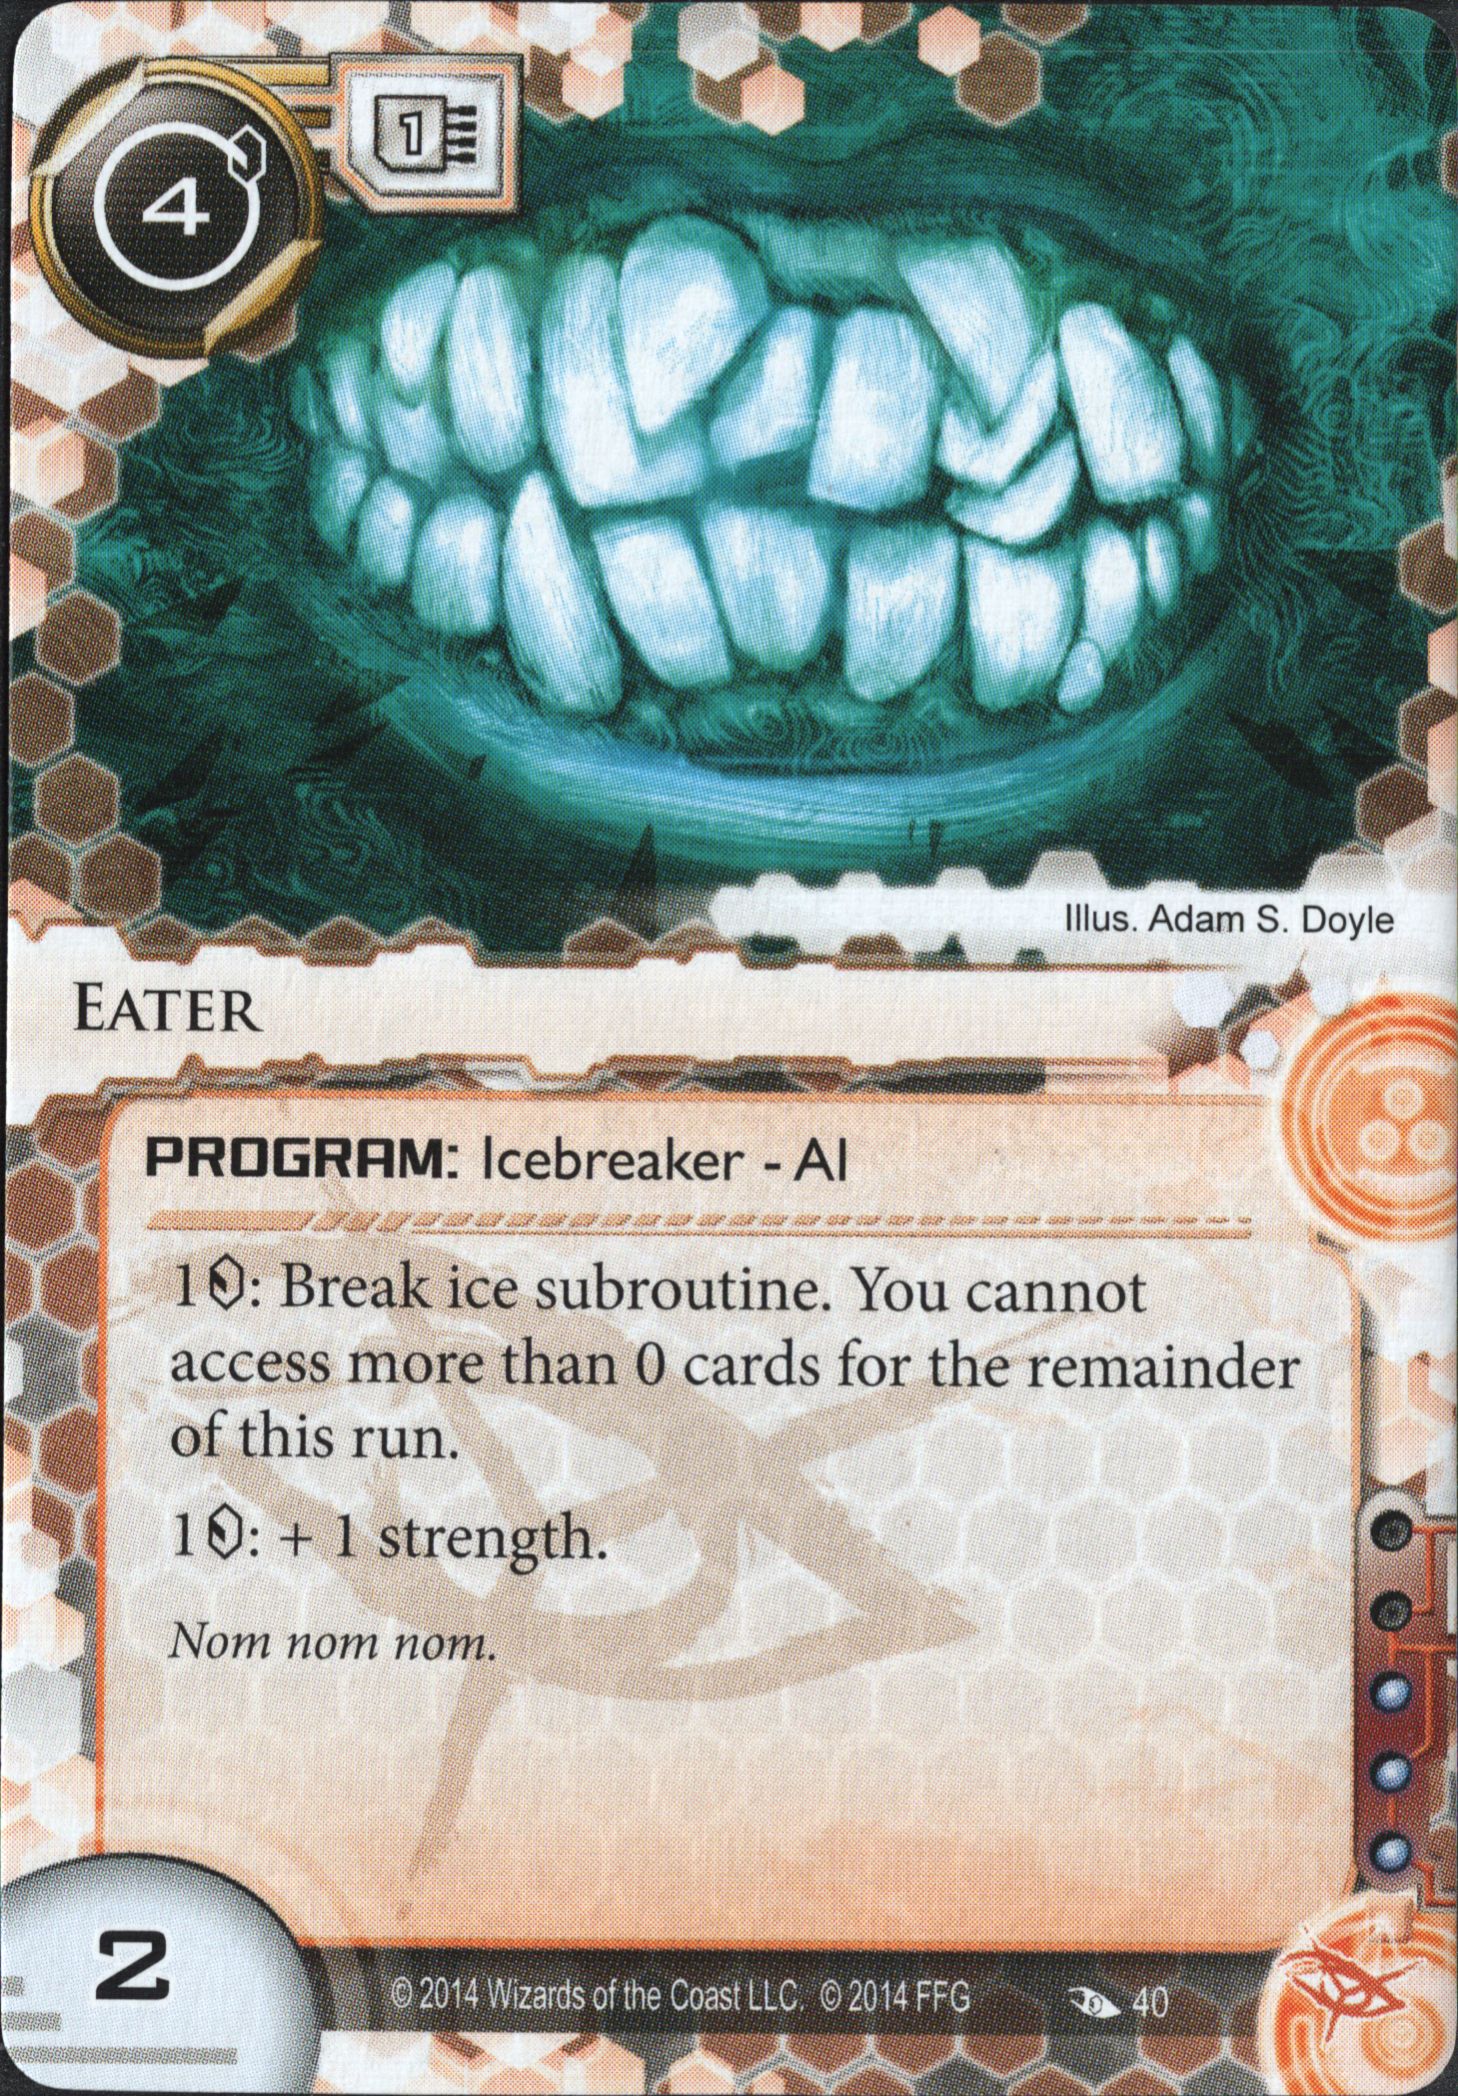 4
1
Illus. Adam S. Doyle
EATER
PROGRAM: Icebreaker - AI
1: Break ice subroutine. You cannot
access more than 0 cards for the remainder
of this run.
1: + 1 strength.
Nom nom nom.
2
© 2014 Wizards of the Coast LLC. © 2014 FFG
40